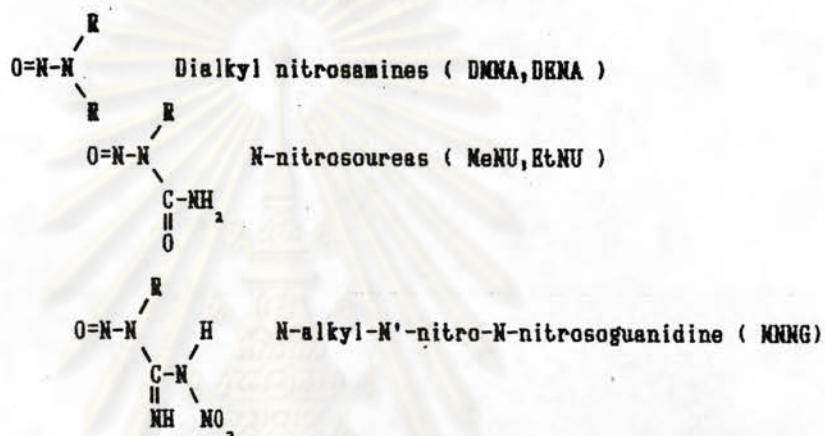 R
O=N-N Dialkyl nitrosamines ( DMNA,DENA )
R R
O=N-N N-nitrosoureas ( MeNU,EtNU )
C-NH2
O
R
O=N-N H N-alkyl-N'-nitro-N-nitrosoguanidine ( MNNG)
C-N
NH NO2